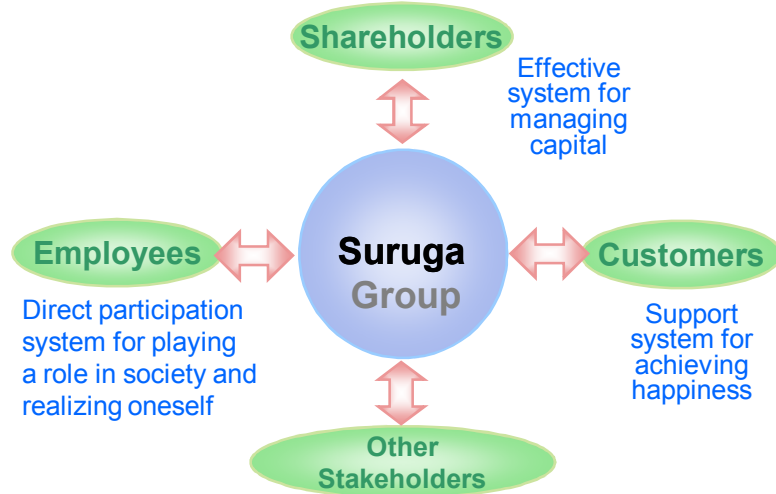 Shareholders
Effective
system for
managing
capital
Employees
Suruga
Group
Customers
Direct participation
system for playing
a role in society and
realizing oneself
Support
system for
achieving
happiness
Other
Stakeholders